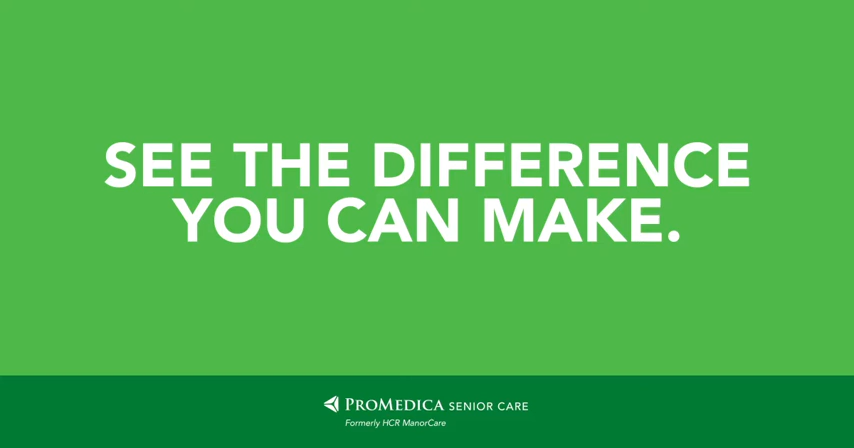 SEE THE DIFFERENCE
YOU CAN MAKE.
PROMEDICA SENIOR CARE
Formerly HCR ManorCare